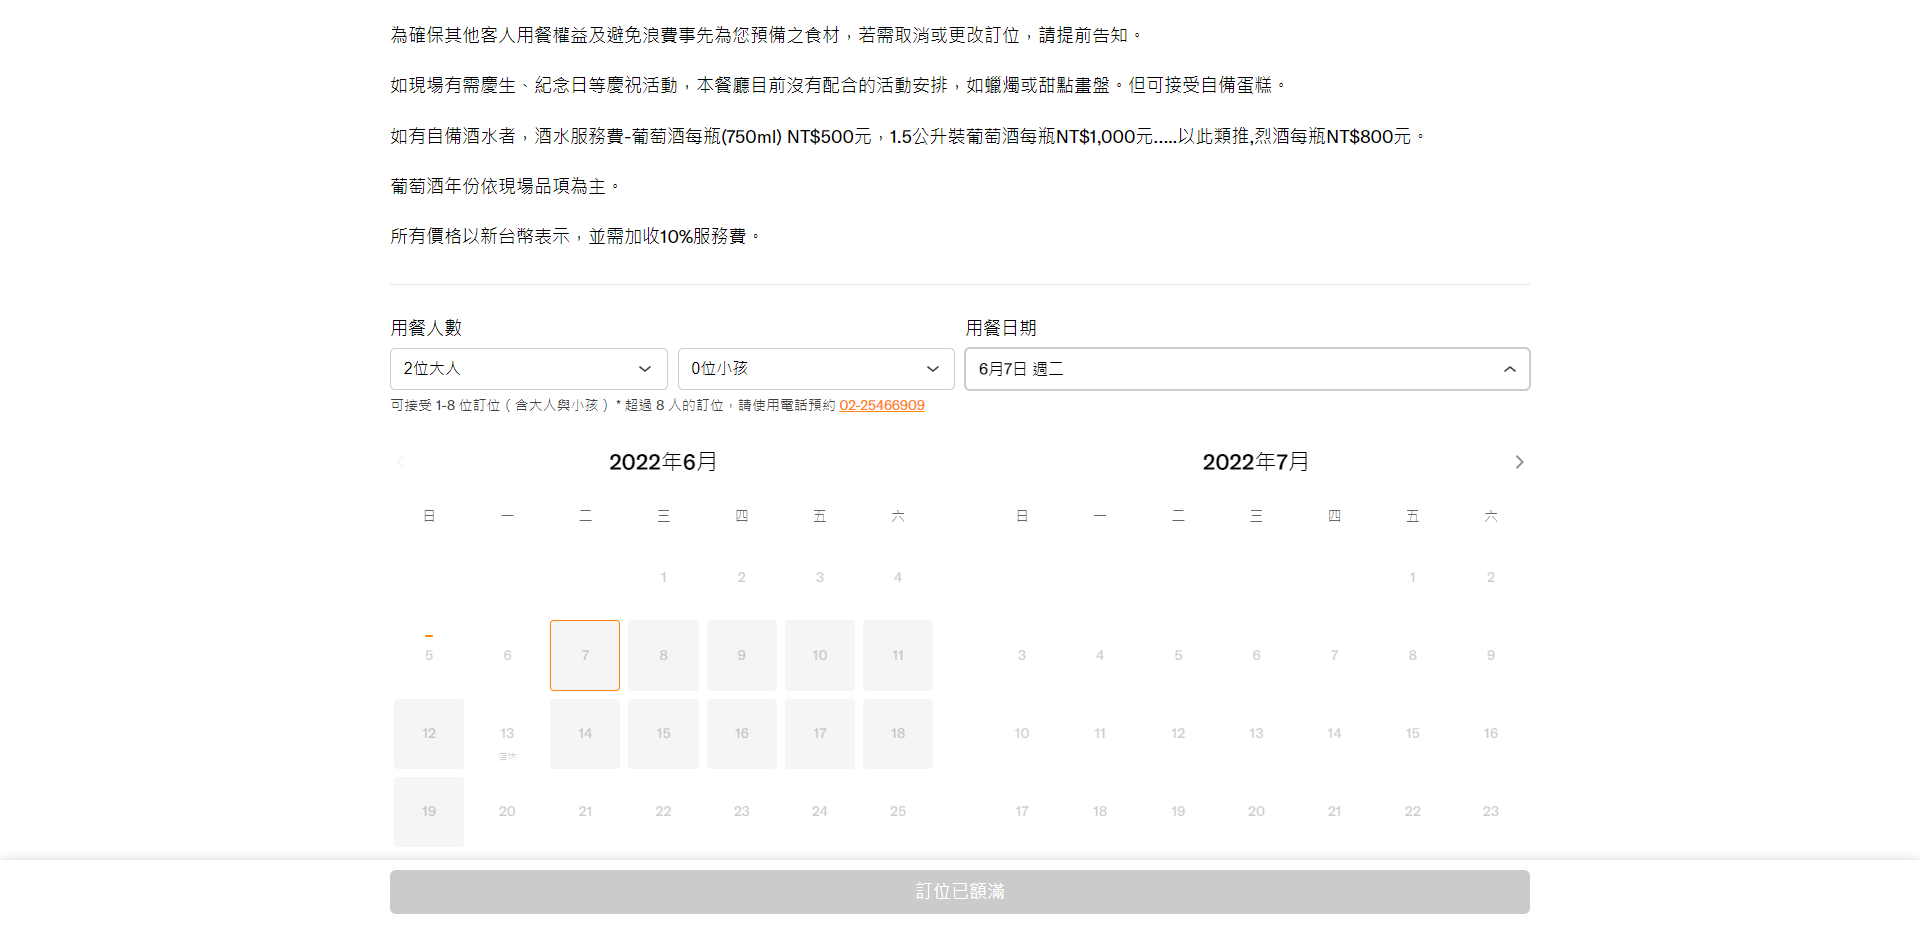 為確保其他客人用餐權益及避免浪費事先為您預備之食材，若需取消或更改訂位，請提前告知。
如現場有需慶生、紀念日等慶祝活動，本餐廳目前沒有配合的活動安排，如蠟燭或甜點畫盤。但可接受自備蛋糕。
如有自備酒水者，酒水服務費-葡萄酒每瓶(750ml) NT$500元，1.5公升裝葡萄酒每瓶NT$1,000元.....以此類推,烈酒每瓶NT$800元。
葡萄酒年份依現場品項為主。
所有價格以新台幣表示，並需加收10%服務費。
用餐人數 用餐日期
2位大人 0位小孩 6月7日 週二
可接受 1-8 位訂位（含大人與小孩） * 超過 8 人的訂位，請使用電話預約 02-25466909
2022年6月 2022年7月
日 一 二 三 四 五 六 日 一 二 三 四 五 六
1 2 3 4 1 2
5 6 7 8 9 10 11 3 4 5 6 7 8 9
12 13 14 15 16 17 18 10 11 12 13 14 15 16
店休
19 20 21 22 23 24 25 17 18 19 20 21 22 23
訂位已額滿